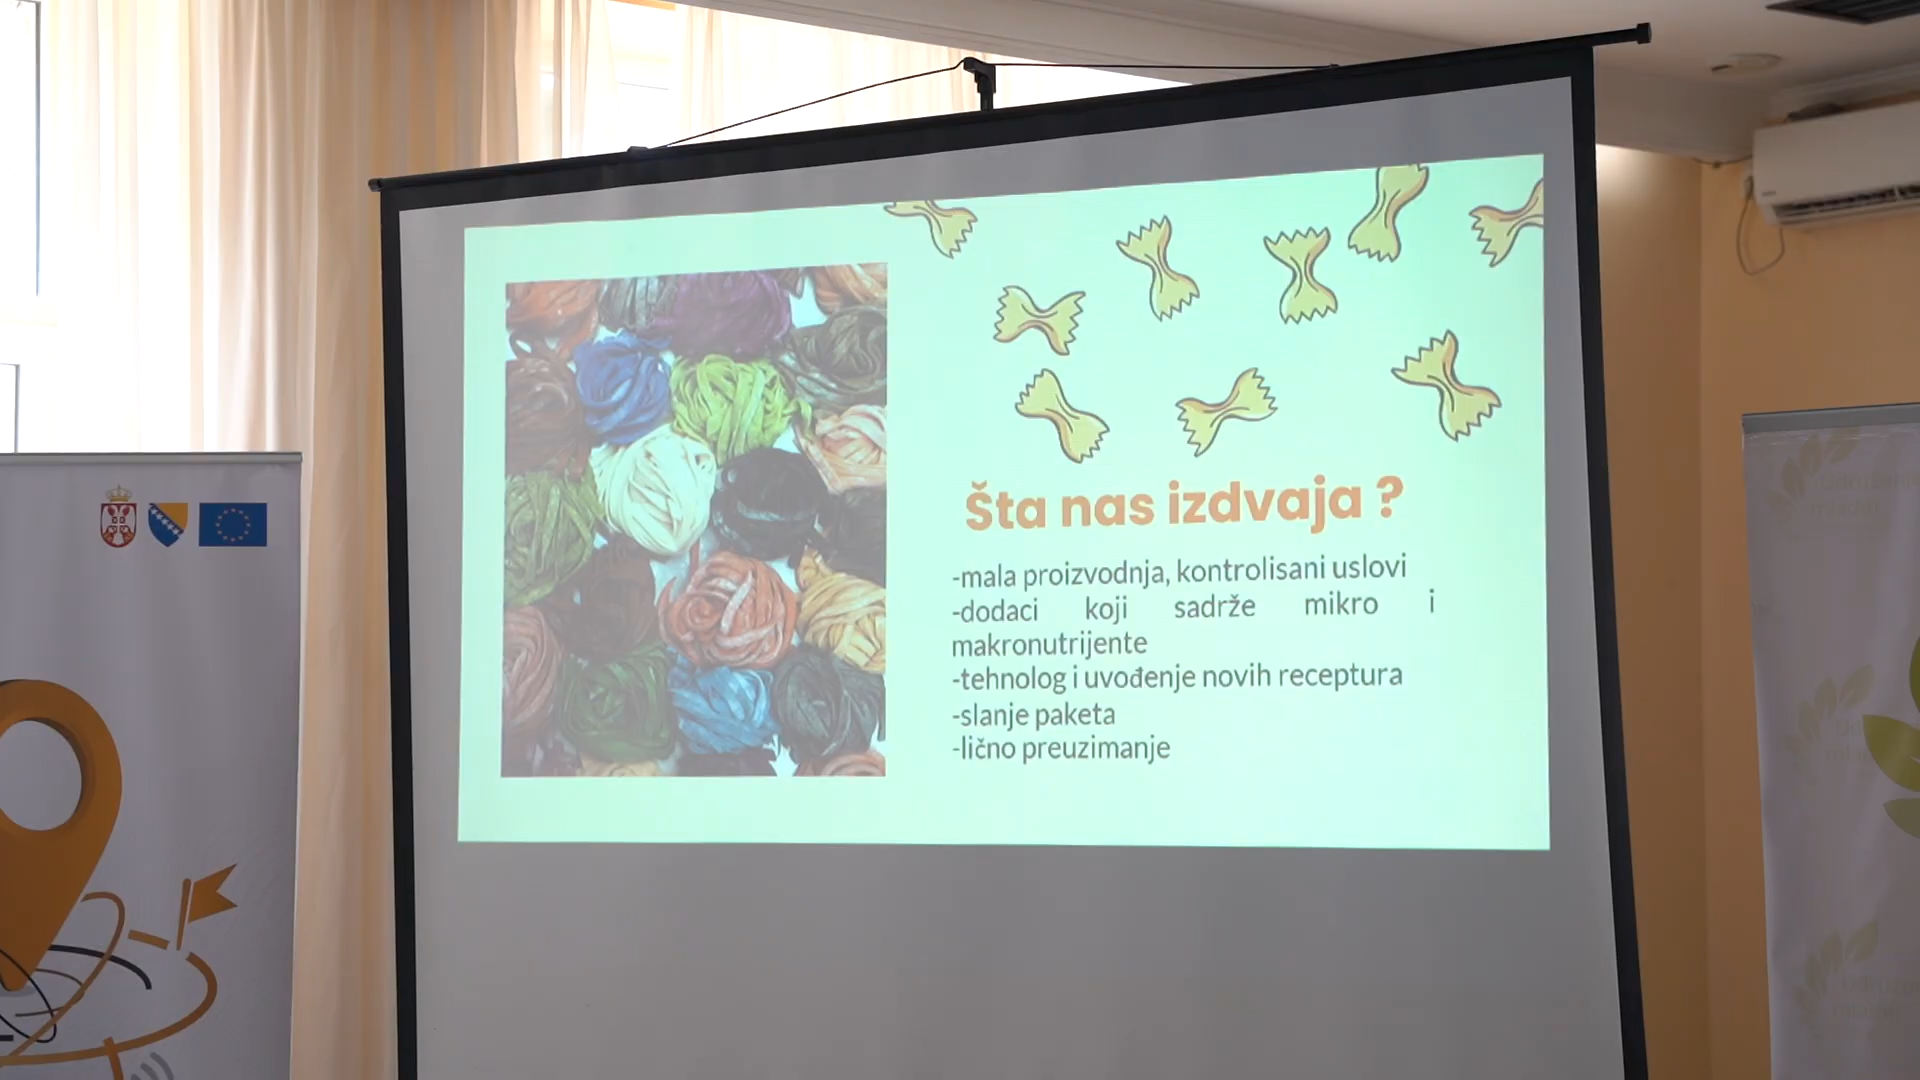 Šta nas izdvaja ?
-mala proizvodnja, kontrolisani uslovi
-dodaci koji sadrže mikro i
makronutrijente
-tehnolog i uvođenje novih receptura
-slanje paketa
-lično preuzimanje